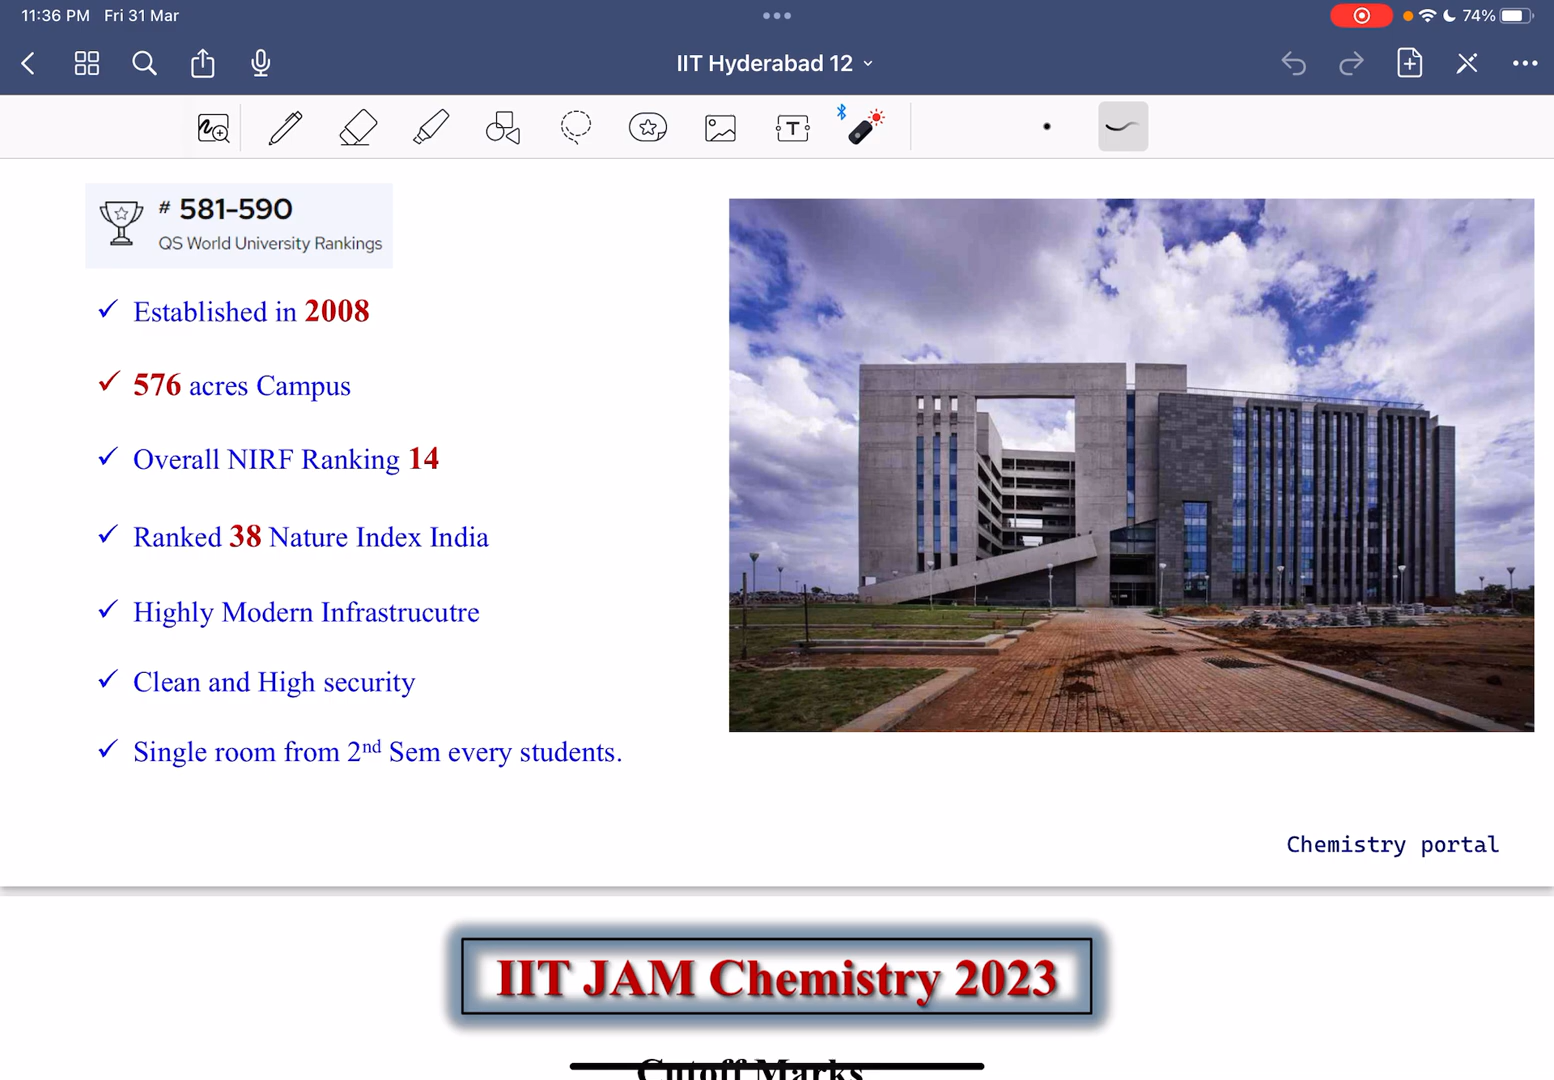 11:36 PM Fri 31 Mar
74%
IIT Hyderabad 12
T
# 581-590
QS World University Rankings
✓ Established in 2008
✓ 576 acres Campus
✓ Overall NIRF Ranking 14
✓ Ranked 38 Nature Index India
✓ Highly Modern Infrastrucutre
✓ Clean and High security
✓ Single room from 2nd Sem every students.
Chemistry portal
IIT JAM Chemistry 2023
Cutoff Marks